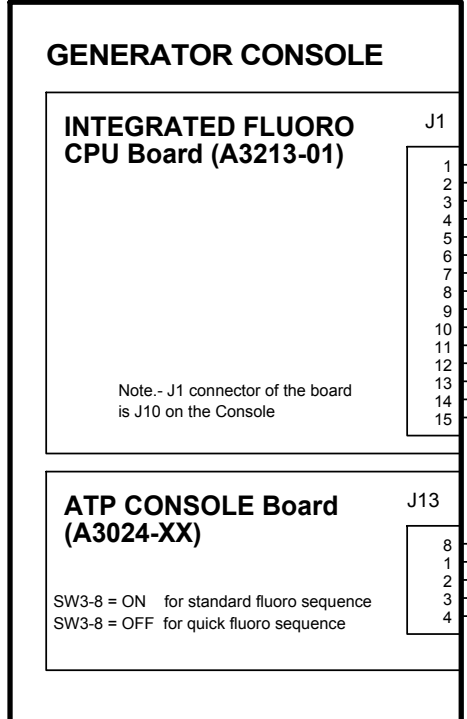 GENERATOR CONSOLE
INTEGRATED FLUORO
CPU Board (A3213-01)
J1
1
2
3
4
5
6
7
8
9
10
11
12
13
14
15
Note.- J1 connector of the board
is J10 on the Console
ATP CONSOLE Board
(A3024-XX)
J13
8
1
2
3
4
SW3-8 = ON for standard fluoro sequence
SW3-8 = OFF for quick fluoro sequence